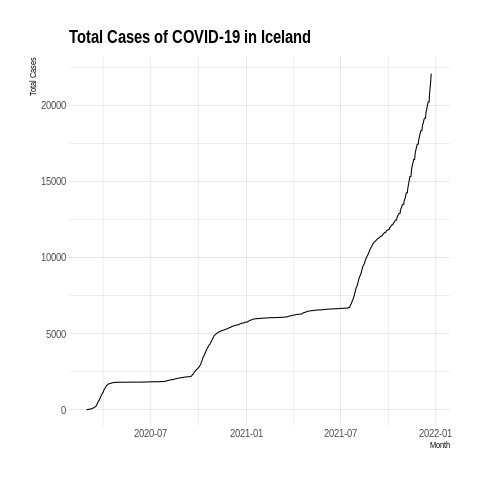 Total Cases of COVID-19 in Iceland
Total Cases
20000
15000
10000
5000
0
2020-07 2021-01 2021-07 2022-01
Month